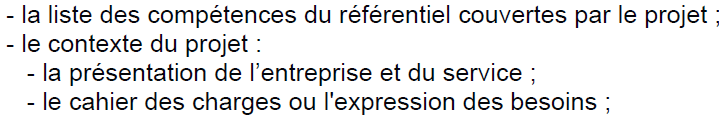 - la liste des compétences du référentiel couvertes par le projet ;
- le contexte du projet :
- la présentation de l’entreprise et du service ;
- le cahier des charges ou l'expression des besoins ;